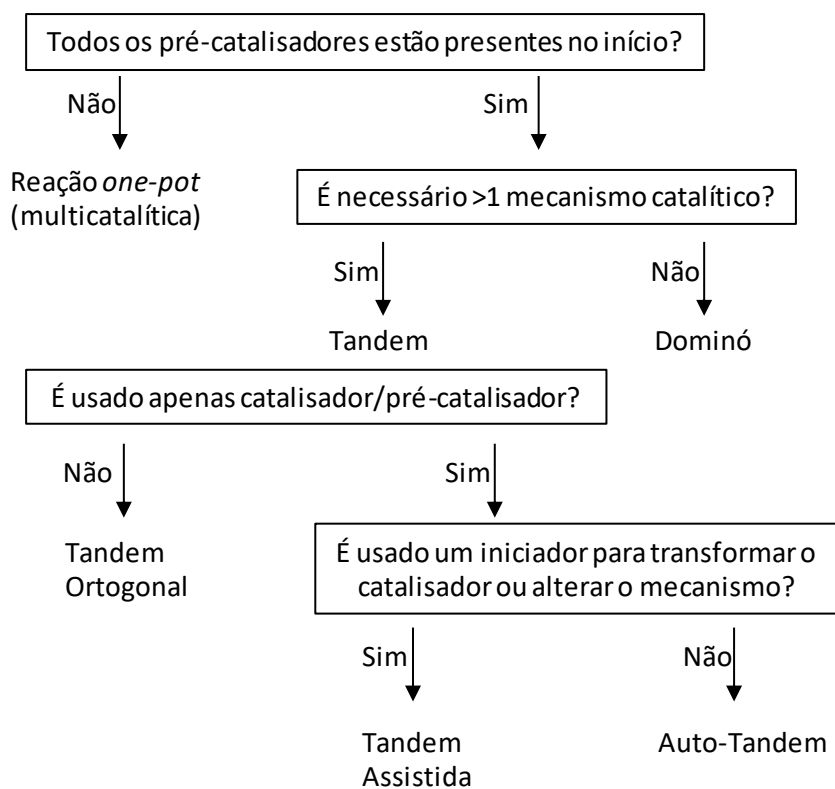 Todos os pré-catalisadores estão presentes no início?
Não
Sim
Reação one-pot
(multicatalítica)
É necessário >1 mecanismo catalítico?
Sim
Não
Tandem
Dominó
É usado apenas catalisador/pré-catalisador?
Não
Sim
Tandem
Ortogonal
É usado um iniciador para transformar o
catalisador ou alterar o mecanismo?
Sim
Não
Tandem
Assistida
Auto-Tandem